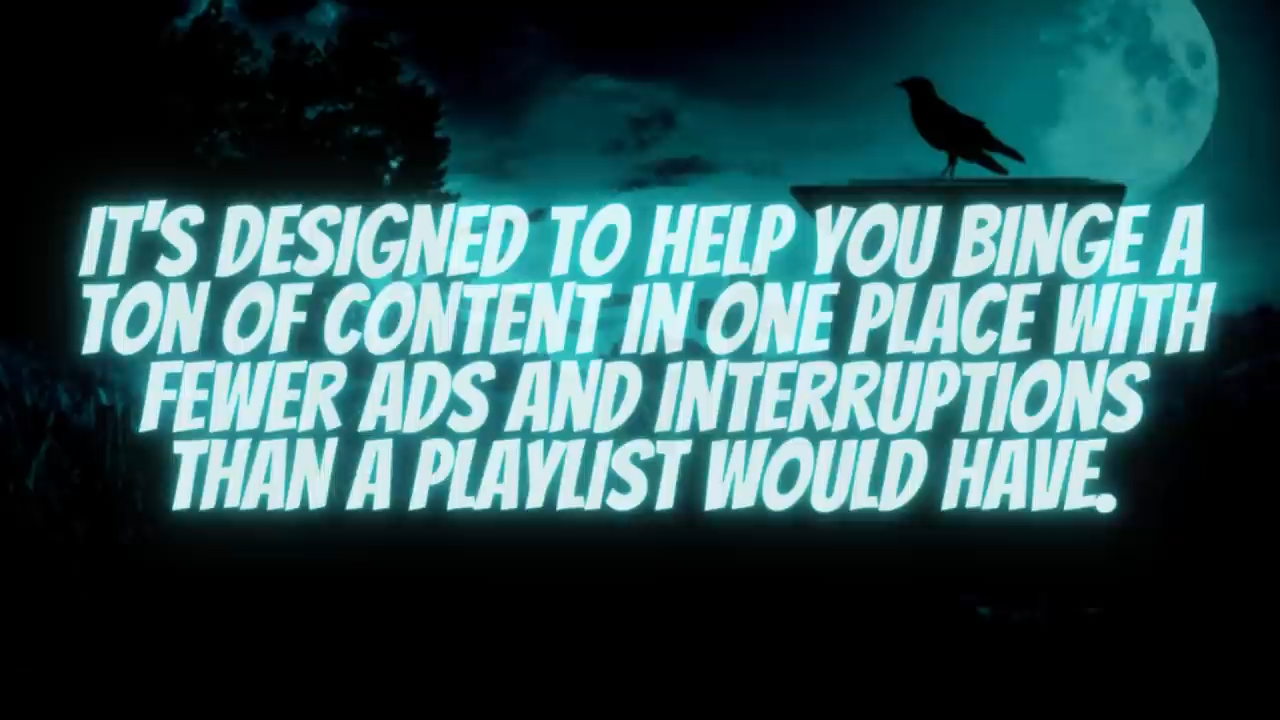 IT'S DESIGNED TO HELP YOU BINGE A
TON OF CONTENT IN ONE PLACE WITH
FEWER ADS AND INTERRUPTIONS
THAN A PLAYLIST WOULD HAVE.